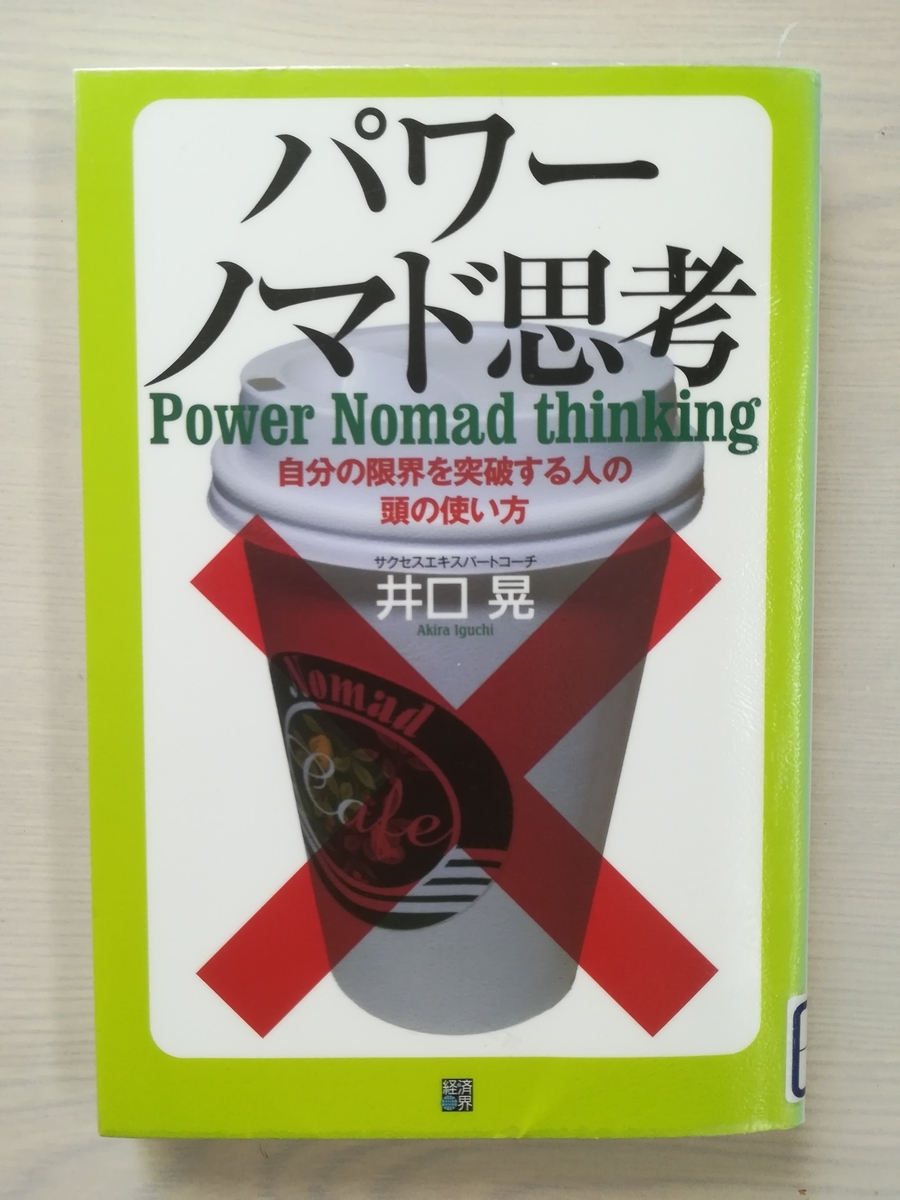 パワー
ノマド思考
Power Nomad thinking
自分の限界を突破する人の
頭の使い方
サクセスエキスパートコーチ
井口 晃
Akira Iguchi
Nomad
Cafe
経済
界